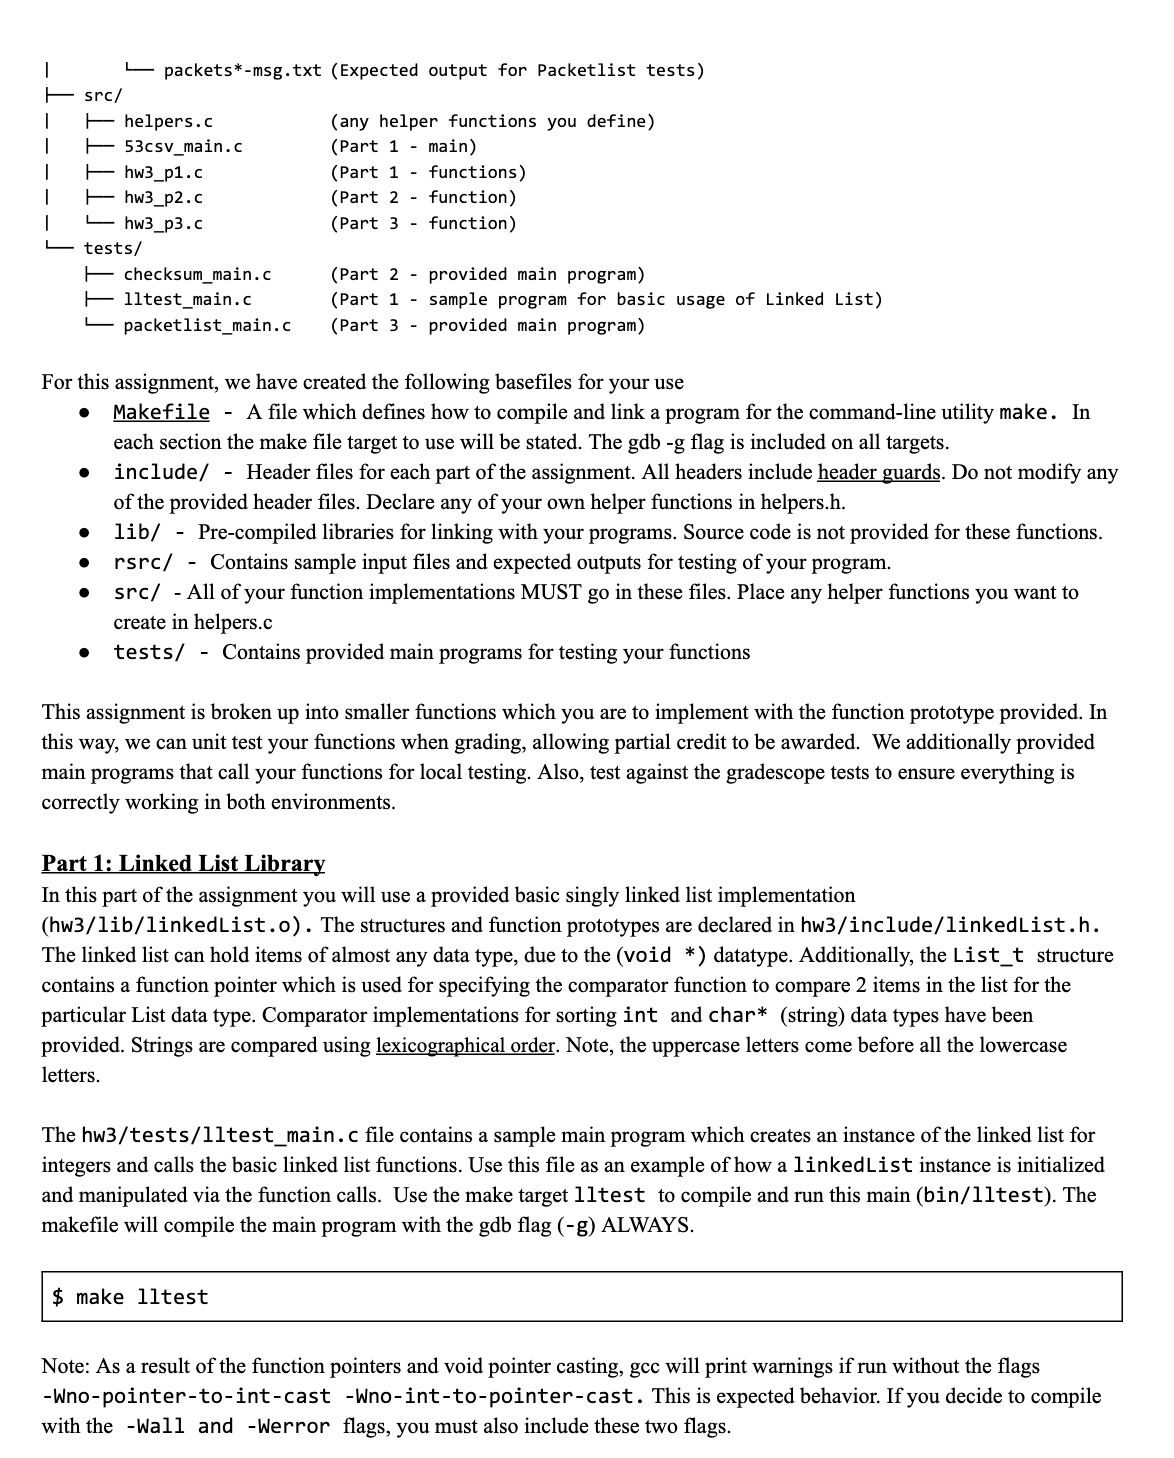 |       └── packets*-msg.txt (Expected output for Packetlist tests)
├── src/
|   ├── helpers.c            (any helper functions you define)
|   ├── 53csv_main.c         (Part 1 - main)
|   ├── hw3_p1.c             (Part 1 - functions)
|   ├── hw3_p2.c             (Part 2 - function)
|   └── hw3_p3.c             (Part 3 - function)
└── tests/
    ├── checksum_main.c      (Part 2 - provided main program)
    ├── lltest_main.c        (Part 1 - sample program for basic usage of Linked List)
    └── packetlist_main.c    (Part 3 - provided main program)
For this assignment, we have created the following basefiles for your use
● Makefile - A file which defines how to compile and link a program for the command-line utility make. In
each section the make file target to use will be stated. The gdb -g flag is included on all targets.
● include/ - Header files for each part of the assignment. All headers include header guards. Do not modify any
of the provided header files. Declare any of your own helper functions in helpers.h.
● lib/ - Pre-compiled libraries for linking with your programs. Source code is not provided for these functions.
● rsrc/ - Contains sample input files and expected outputs for testing of your program.
● src/ - All of your function implementations MUST go in these files. Place any helper functions you want to
create in helpers.c
● tests/ - Contains provided main programs for testing your functions
This assignment is broken up into smaller functions which you are to implement with the function prototype provided. In
this way, we can unit test your functions when grading, allowing partial credit to be awarded. We additionally provided
main programs that call your functions for local testing. Also, test against the gradescope tests to ensure everything is
correctly working in both environments.
Part 1: Linked List Library
In this part of the assignment you will use a provided basic singly linked list implementation
(hw3/lib/linkedList.o). The structures and function prototypes are declared in hw3/include/linkedList.h.
The linked list can hold items of almost any data type, due to the (void *) datatype. Additionally, the List_t structure
contains a function pointer which is used for specifying the comparator function to compare 2 items in the list for the
particular List data type. Comparator implementations for sorting int and char* (string) data types have been
provided. Strings are compared using lexicographical order. Note, the uppercase letters come before all the lowercase
letters.
The hw3/tests/lltest_main.c file contains a sample main program which creates an instance of the linked list for
integers and calls the basic linked list functions. Use this file as an example of how a linkedList instance is initialized
and manipulated via the function calls. Use the make target lltest to compile and run this main (bin/lltest). The
makefile will compile the main program with the gdb flag (-g) ALWAYS.
$ make lltest
Note: As a result of the function pointers and void pointer casting, gcc will print warnings if run without the flags
-Wno-pointer-to-int-cast -Wno-int-to-pointer-cast. This is expected behavior. If you decide to compile
with the -Wall and -Werror flags, you must also include these two flags.